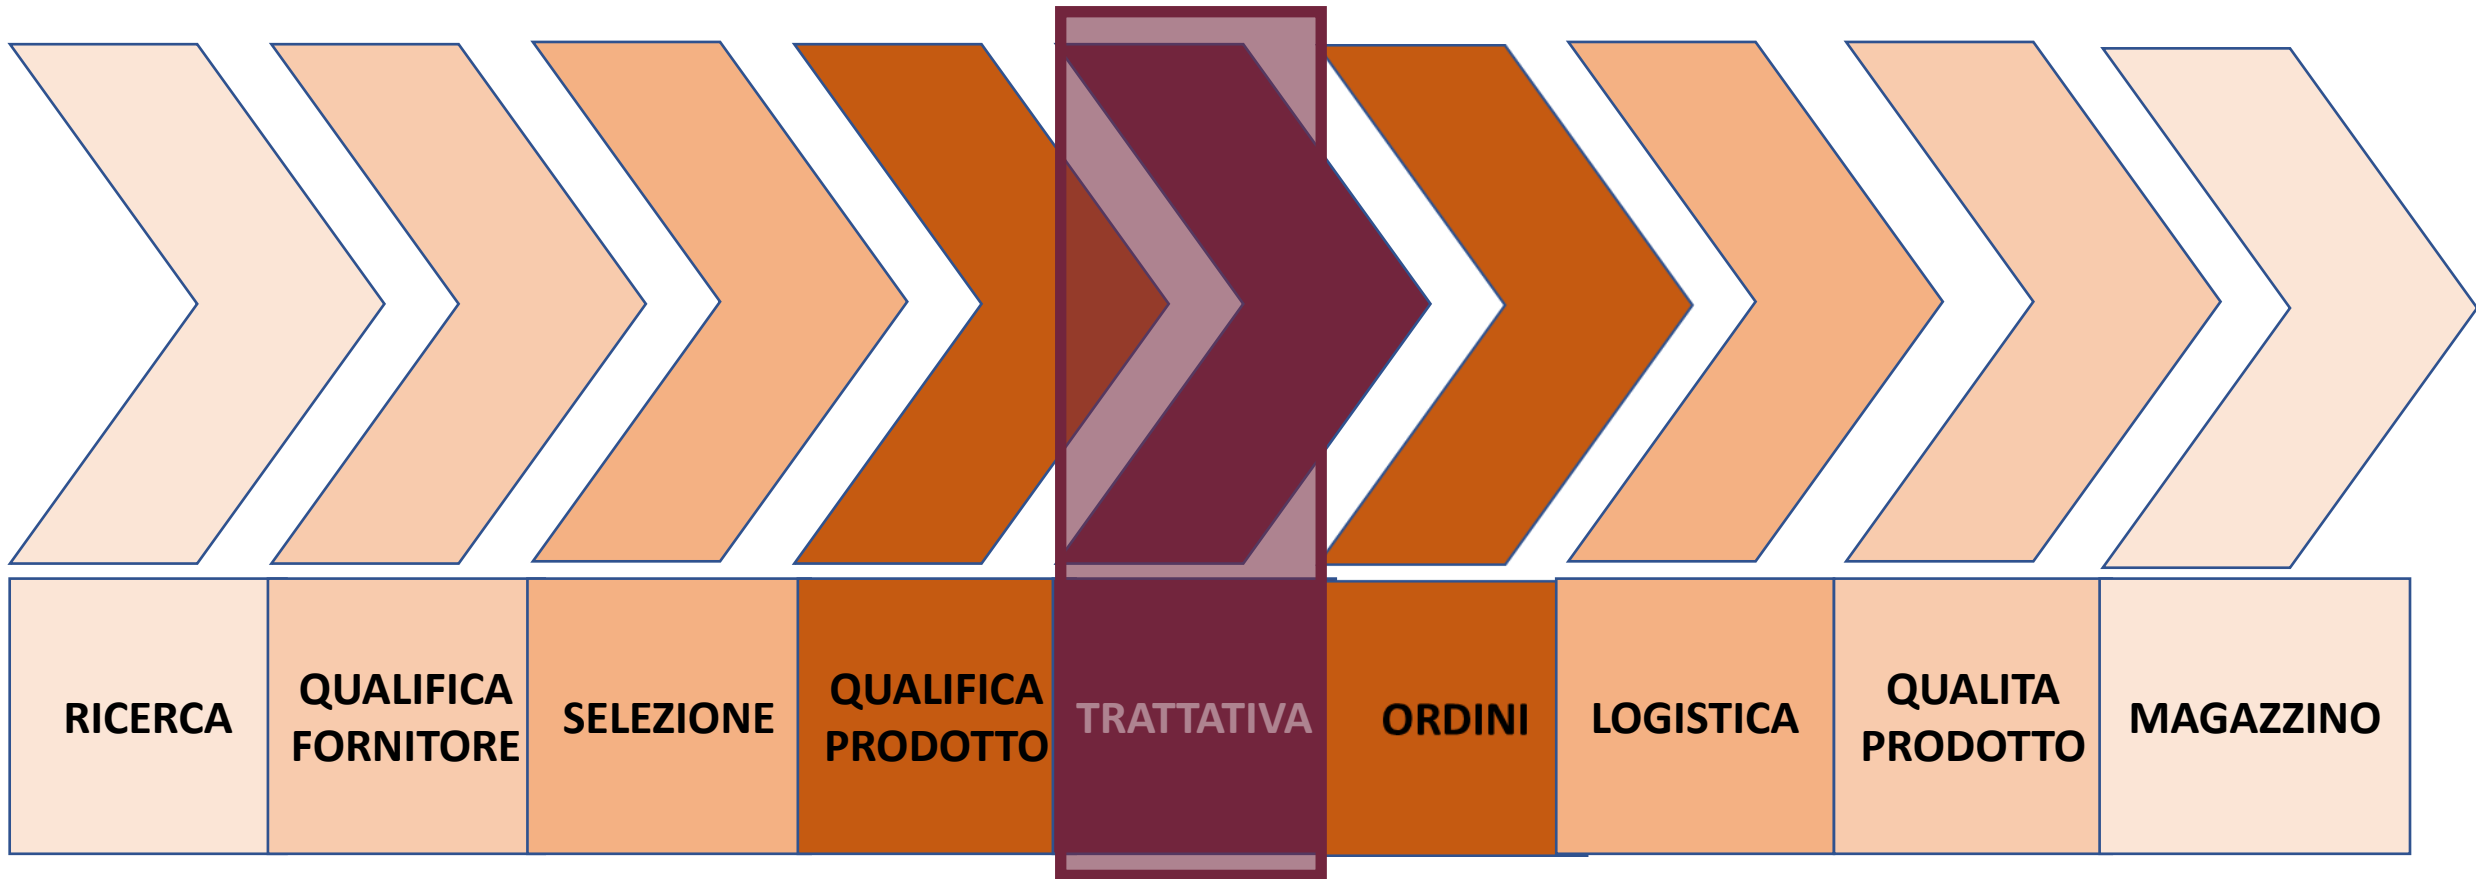 RICERCA
QUALIFICA
FORNITORE
SELEZIONE
QUALIFICA
PRODOTTO
TRATTATIVA
ORDINI
LOGISTICA
QUALITA
PRODOTTO
MAGAZZINO